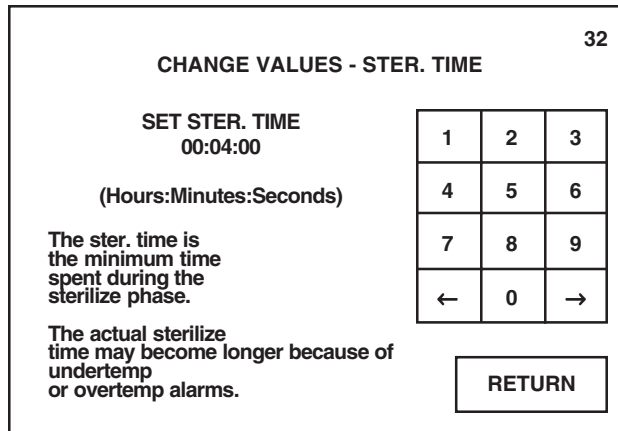 32
CHANGE VALUES - STER. TIME
SET STER. TIME
00:04:00
(Hours:Minutes:Seconds)
The ster. time is
the minimum time
spent during the
sterilize phase.
The actual sterilize
time may become longer because of
undertemp
or overtemp alarms.
1 2 3
4 5 6
7 8 9
← 0 →
RETURN